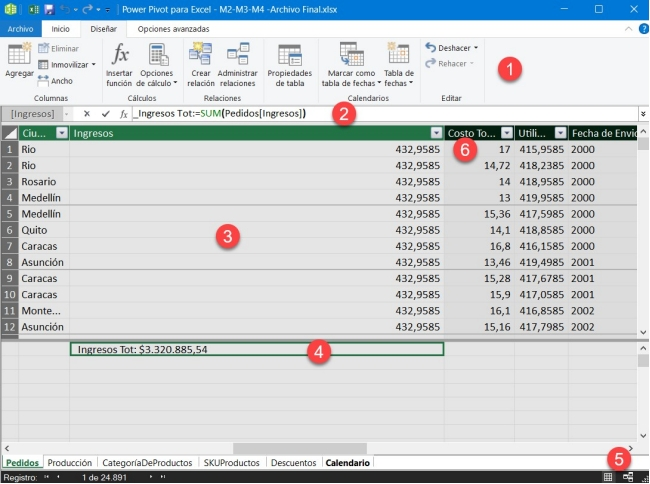 Power Pivot para Excel - M2-M3-M4 -Archivo Final.xlsx
Archivo Inicio Diseñar Opciones avanzadas
Agregar Eliminar Inmovilizar Ancho
Insertar función Opciones de cálculo
Crear relación Administrar relaciones
Propiedades de tabla
Marcar como tabla de fechas Tabla de fechas
Deshacer Rehacer
1
Columnas Cálculos Relaciones Calendarios Editar
[Ingresos] fx _Ingresos Tot:=SUM(Pedidos[Ingresos]) 2
Ciu... Ingresos Costo To... Utili... Fecha de Envío
1 Rio 432,9585 6 17 415,9585 2000
2 Rio 432,9585 14,72 418,2385 2000
3 Rosario 432,9585 14 418,9585 2000
4 Medellín 432,9585 13 419,9585 2000
5 Medellín 432,9585 15,36 417,5985 2000
6 Quito 3 432,9585 14,1 418,8585 2000
7 Caracas 432,9585 16,8 416,1585 2000
8 Asunción 432,9585 13,46 419,4985 2001
9 Caracas 432,9585 15,28 417,6785 2001
10 Caracas 432,9585 15,9 417,0585 2001
11 Monte... 432,9585 16,1 416,8585 2002
12 Asunción 432,9585 15,16 417,7985 2002
Ingresos Tot: $3.320.885,54 4
5
Pedidos Producción CategoríaDeProductos SKUProductos Descuentos Calendario
Registro: 1 de 24.891